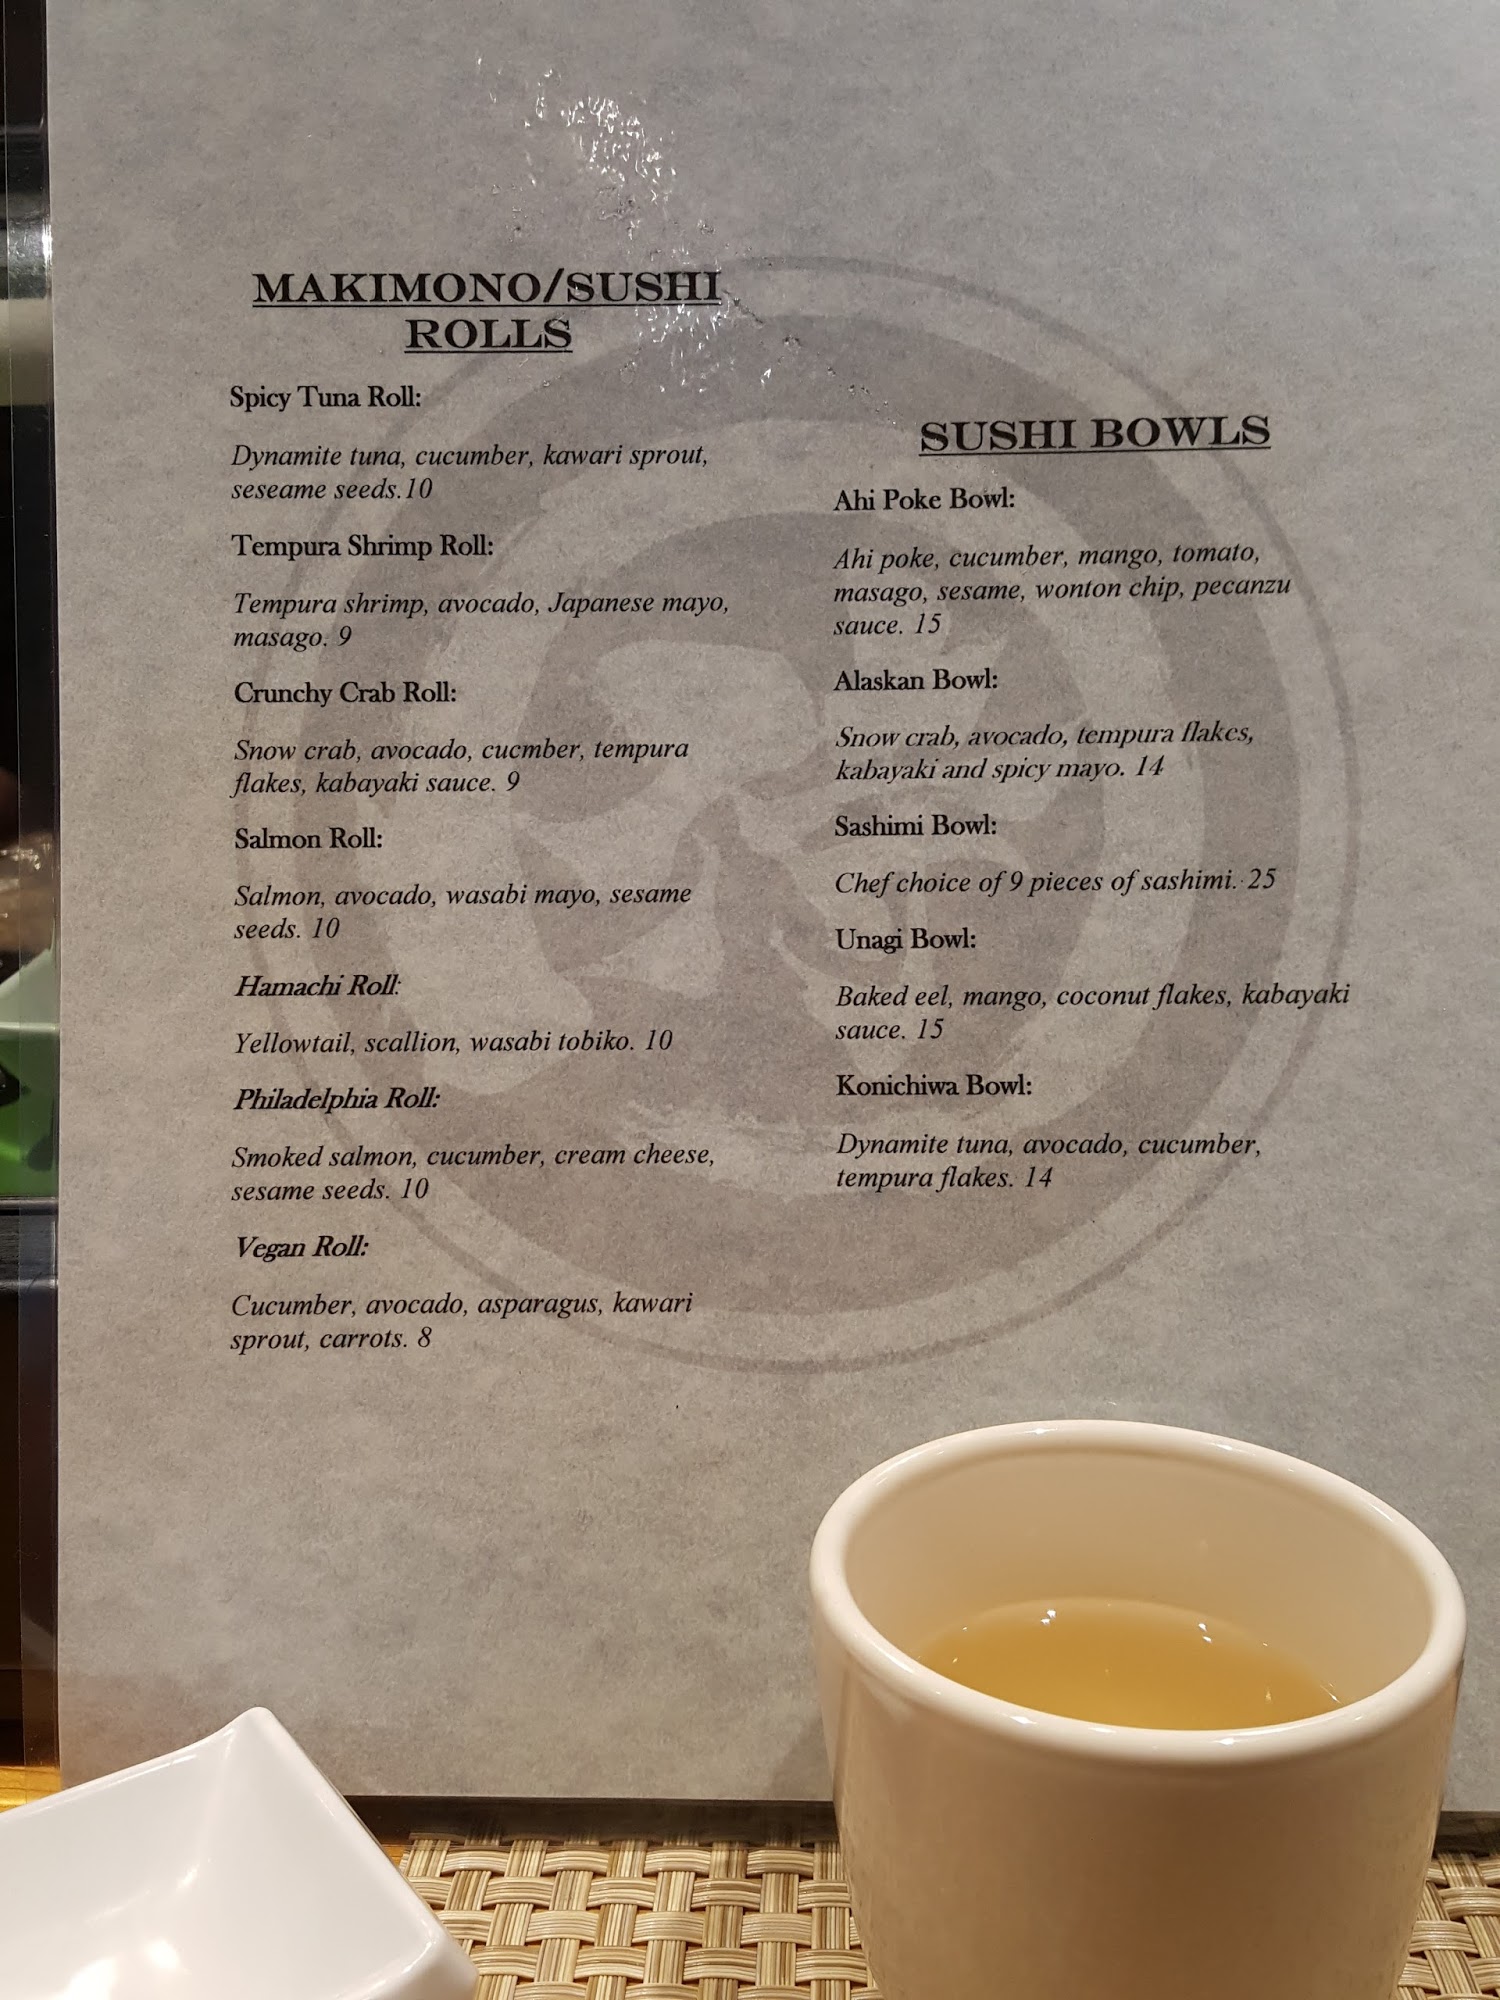 MAKIMONO/SUSHI
ROLLS
Spicy Tuna Roll:
Dynamite tuna, cucumber, kawari sprout,
seseame seeds.10
Tempura Shrimp Roll:
Tempura shrimp, avocado, Japanese mayo,
masago. 9
Crunchy Crab Roll:
Snow crab, avocado, cucmber, tempura
flakes, kabayaki sauce. 9
Salmon Roll:
Salmon, avocado, wasabi mayo, sesame
seeds. 10
Hamachi Roll:
Yellowtail, scallion, wasabi tobiko. 10
Philadelphia Roll:
Smoked salmon, cucumber, cream cheese,
sesame seeds. 10
Vegan Roll:
Cucumber, avocado, asparagus, kawari
sprout, carrots. 8
SUSHI BOWLS
Ahi Poke Bowl:
Ahi poke, cucumber, mango, tomato,
masago, sesame, wonton chip, pecanzu
sauce. 15
Alaskan Bowl:
Snow crab, avocado, tempura flakes,
kabayaki and spicy mayo. 14
Sashimi Bowl:
Chef choice of 9 pieces of sashimi. 25
Unagi Bowl:
Baked eel, mango, coconut flakes, kabayaki
sauce. 15
Konichiwa Bowl:
Dynamite tuna, avocado, cucumber,
tempura flakes. 14